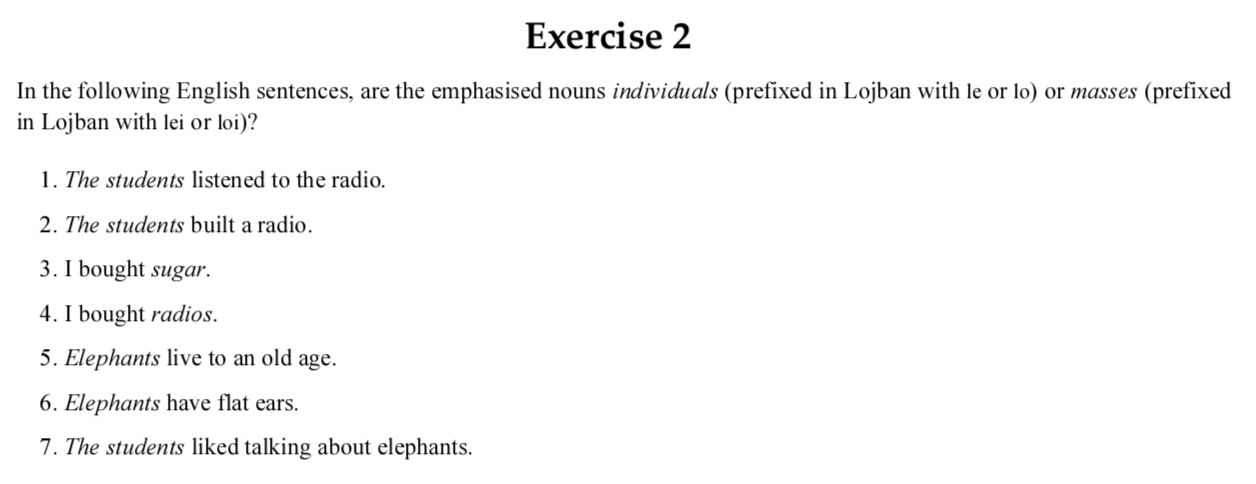 Exercise 2
In the following English sentences, are the emphasised nouns individuals (prefixed in Lojban with le or lo) or masses (prefixed
in Lojban with lei or loi)?
1. The students listened to the radio.
2. The students built a radio.
3. I bought sugar.
4. I bought radios.
5. Elephants live to an old age.
6. Elephants have flat ears.
7. The students liked talking about elephants.